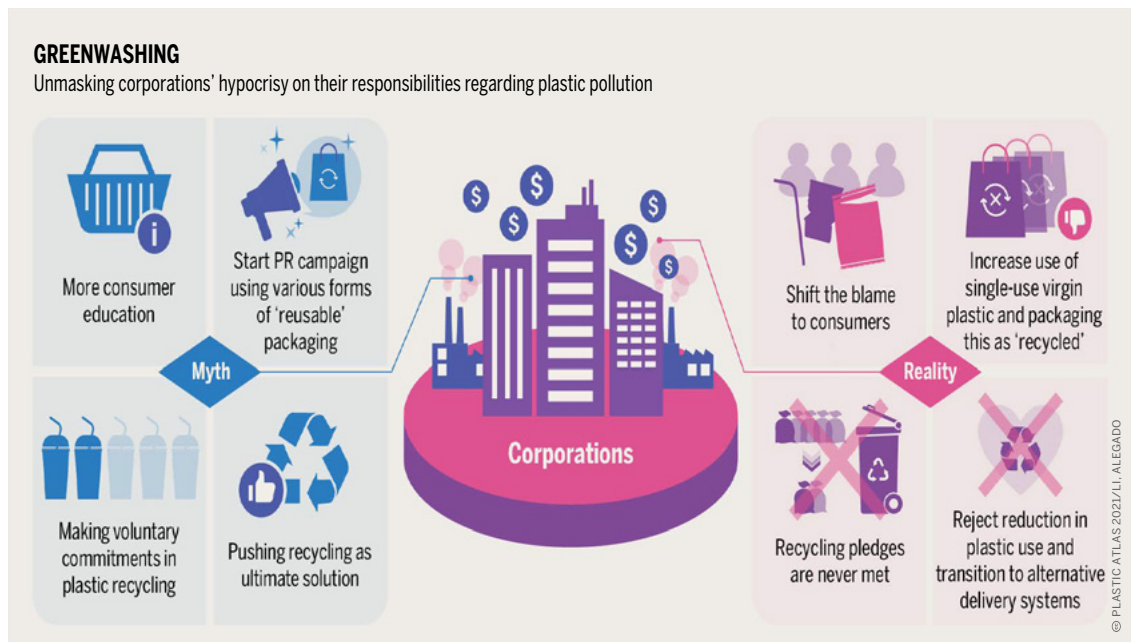 GREENWASHING
Unmasking corporations’ hypocrisy on their responsibilities regarding plastic pollution
More consumer
education
Start PR campaign
using various forms
of ‘reusable’
packaging
Myth
Making voluntary
commitments in
plastic recycling
Pushing recycling as
ultimate solution
i
$
$
$
$
$
$
Corporations
Shift the blame
to consumers
Increase use of
single-use virgin
plastic and packaging
this as ‘recycled’
Reality
Recycling pledges
are never met
Reject reduction in
plastic use and
transition to alternative
delivery systems
© PLASTIC ATLAS 2021/LI. ALEGADO